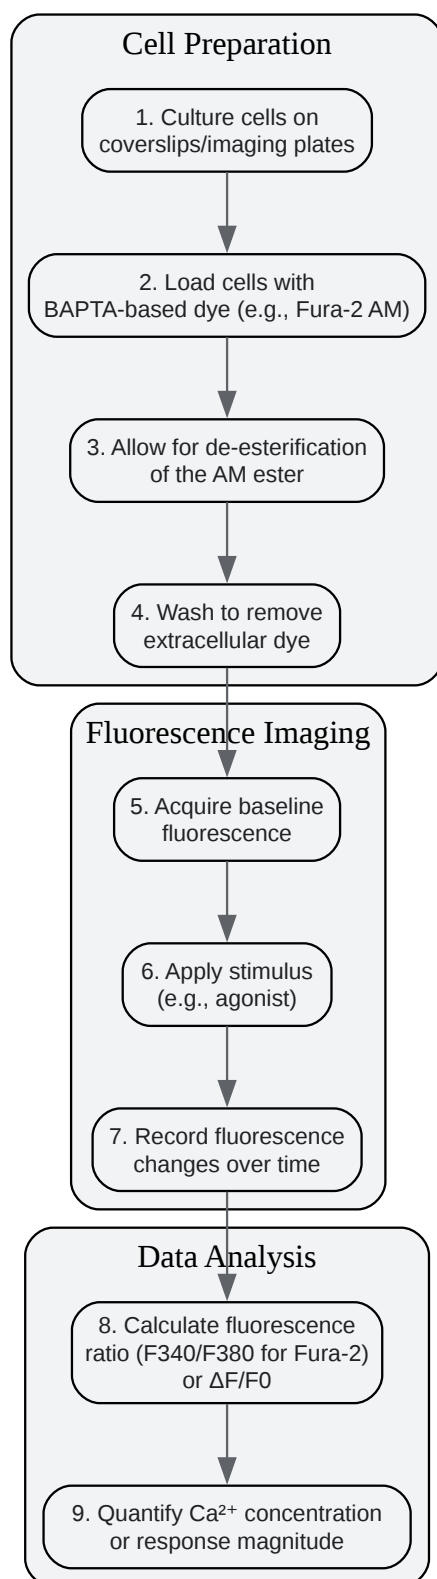 Cell Preparation
1. Culture cells on
coverslips/imaging plates
2. Load cells with
BAPTA-based dye (e.g., Fura-2 AM)
3. Allow for de-esterification
of the AM ester
4. Wash to remove
extracellular dye
Fluorescence Imaging
5. Acquire baseline
fluorescence
6. Apply stimulus
(e.g., agonist)
7. Record fluorescence
changes over time
Data Analysis
8. Calculate fluorescence
ratio (F340/F380 for Fura-2)
or ΔF/F0
9. Quantify Ca²⁺ concentration
or response magnitude